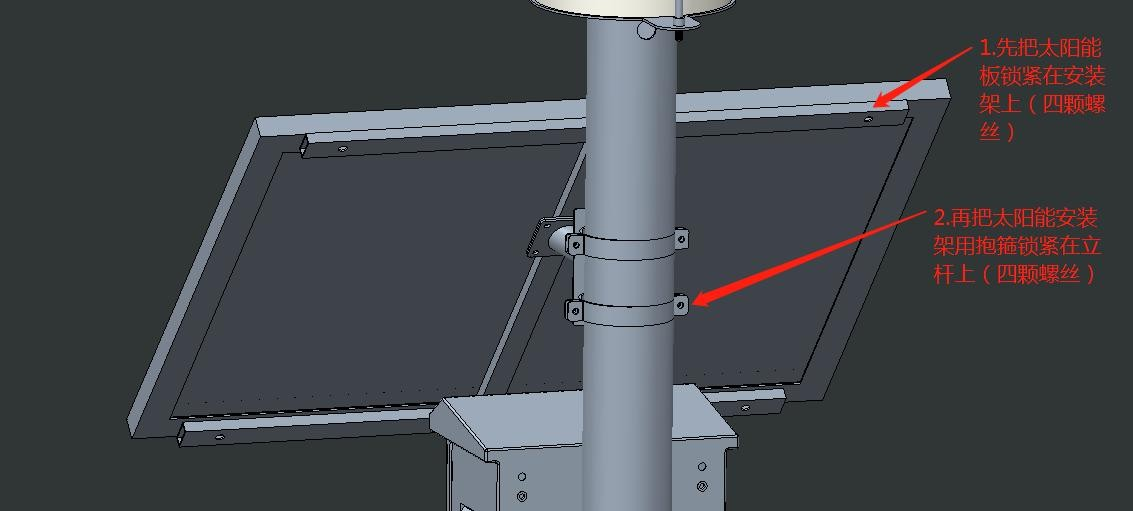 1.先把太阳能
板锁紧在安装
架上（四颗螺
丝）
2.再把太阳能安装
架用抱箍锁紧在立
杆上（四颗螺丝）